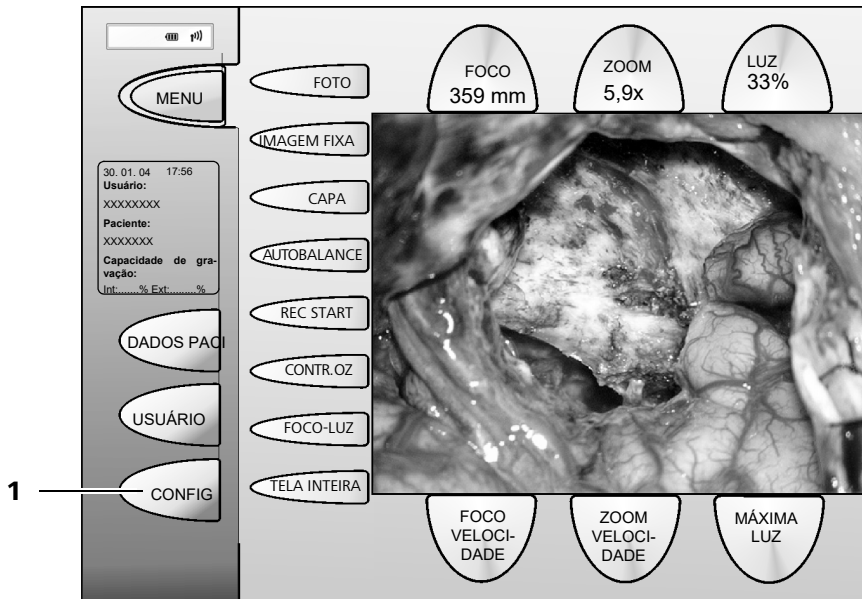 MENU
30. 01. 04 17:56
Usuário:
XXXXXXXX
Paciente:
XXXXXXX
Capacidade de gra-
vação:
Int:.......% Ext:........%
DADOS PACI
USUÁRIO
1
CONFIG
FOTO
IMAGEM FIXA
CAPA
AUTOBALANCE
REC START
CONTR.OZ
FOCO-LUZ
TELA INTEIRA
FOCO
359 mm
ZOOM
5,9x
LUZ
33%
FOCO
VELOCI-
DADE
ZOOM
VELOCI-
DADE
MÁXIMA
LUZ